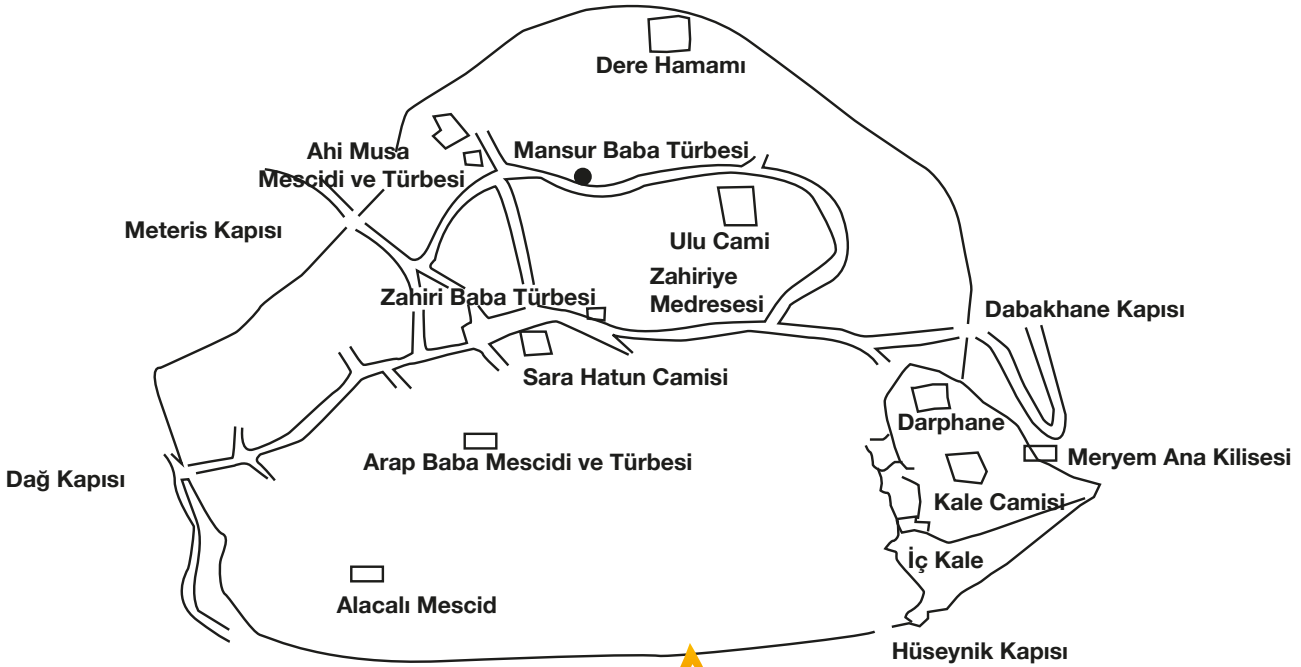 Dere Hamamı
Ahi Musa
Mescidi ve Türbesi
Mansur Baba Türbesi
Meteris Kapısı
Ulu Cami
Zahiri Baba Türbesi
Zahiriye
Medresesi
Dabakhane Kapısı
Sara Hatun Camisi
Darphane
Arap Baba Mescidi ve Türbesi
Meryem Ana Kilisesi
Dağ Kapısı
Kale Camisi
İç Kale
Alacalı Mescid
Hüseynik Kapısı